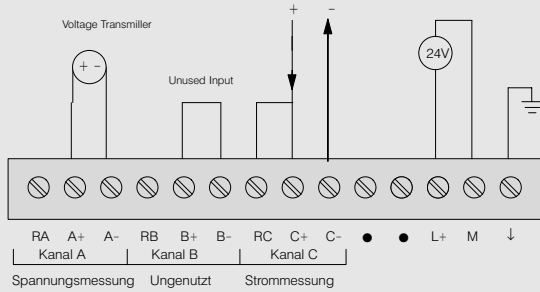 + -
Voltage Transmiller
+ -
24V
Unused Input
RA A+ A- RB B+ B- RC C+ C- ● ● L+ M ↓
Kanal A Kanal B Kanal C
Spannungsmessung Ungenutzt Strommessung